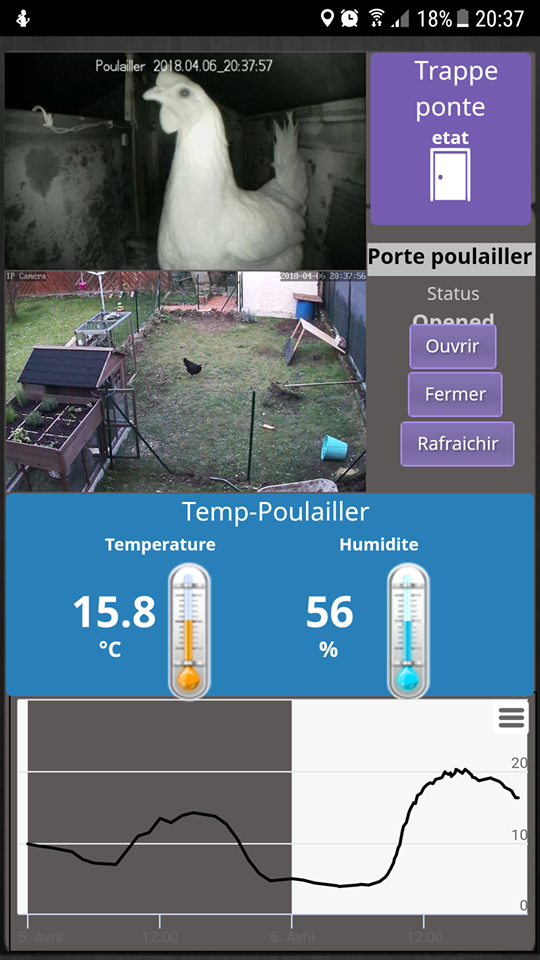 18% 20:37
Poulailler 2018.04.06_20:37:57
Trappe
ponte
etat
Porte poulailler
Status
Opened
IP Camera 2018-04-06 20:37:56
Ouvrir
Fermer
Rafraichir
Temp-Poulailler
Temperature
Humidite
15.8
°C
56
%
20
10
0
5. Avril 12:00 6. Avril 12:00